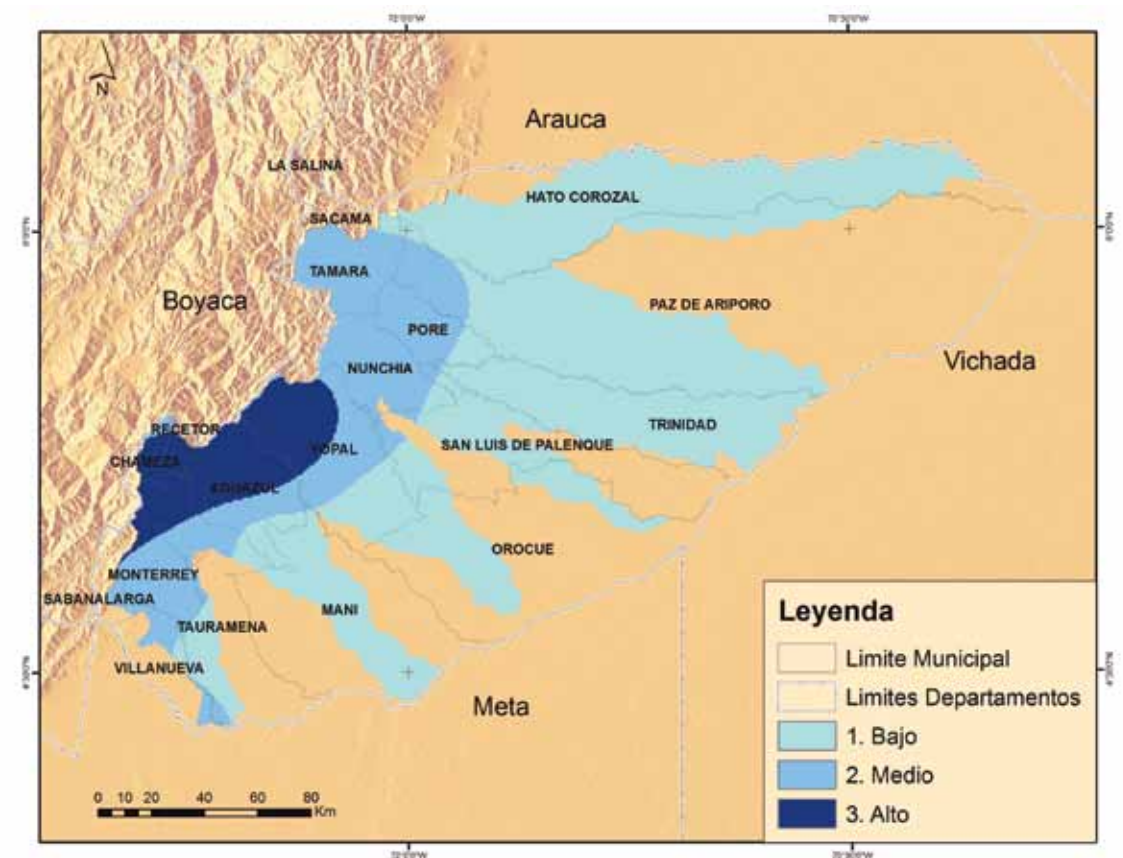 N
Arauca
LA SALINA
HATO COROZAL
SACAMA
TAMARA
Boyaca
PAZ DE ARIPORO
PORE
Vichada
NUNCHIA
TRINIDAD
RECETOR
SAN LUIS DE PALENQUE
YOPAL
CHAMEZA
OROCUE
MONTERREY
SABANALARGA
MANI
TAURAMENA
VILLANUEVA
Meta
Leyenda
Limite Municipal
Limites Departamentos
1. Bajo
2. Medio
3. Alto
0 10 20 40 60 80
Km